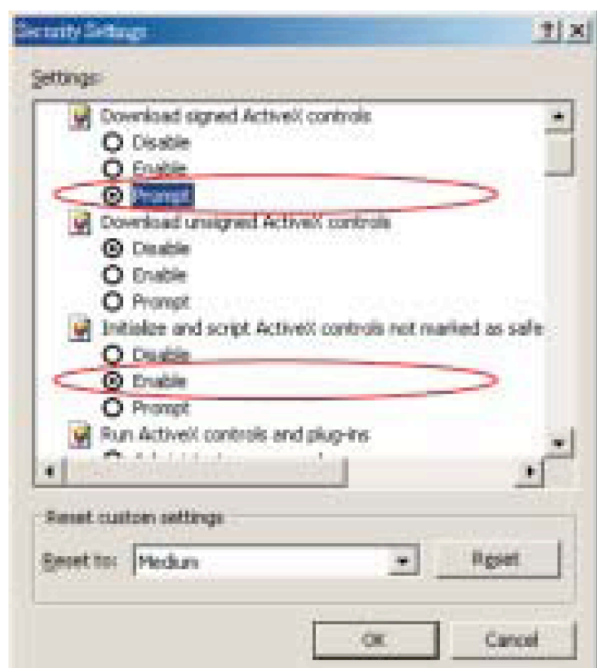 Security Settings
Settings:
Download signed ActiveX controls
Disable
Enable
Prompt
Download unsigned ActiveX controls
Disable
Enable
Prompt
Initialize and script ActiveX controls not marked as safe
Disable
Enable
Prompt
Run ActiveX controls and plug-ins
Reset custom settings
Reset to: Medium Reset
OK Cancel